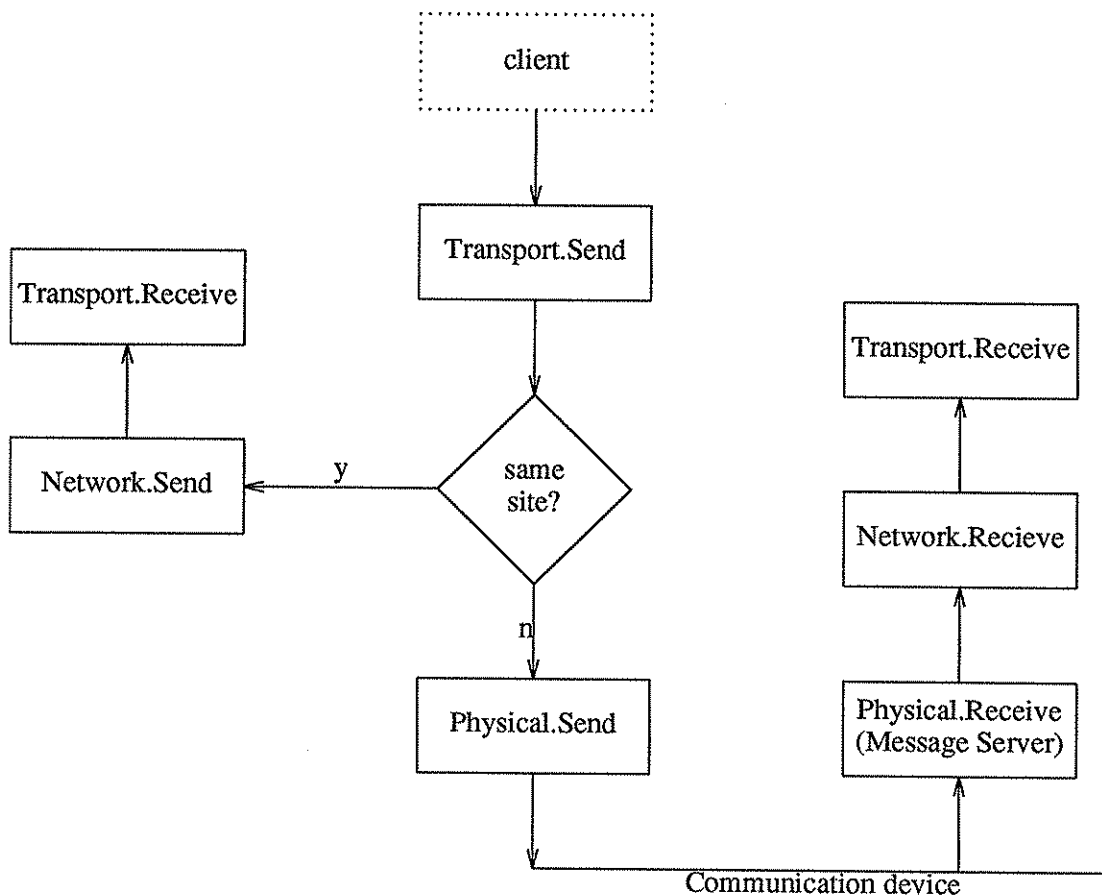 client
Transport.Send
Transport.Receive
Transport.Receive
y
same
site?
Network.Send
Network.Recieve
n
Physical.Send
Physical.Receive
(Message Server)
Communication device